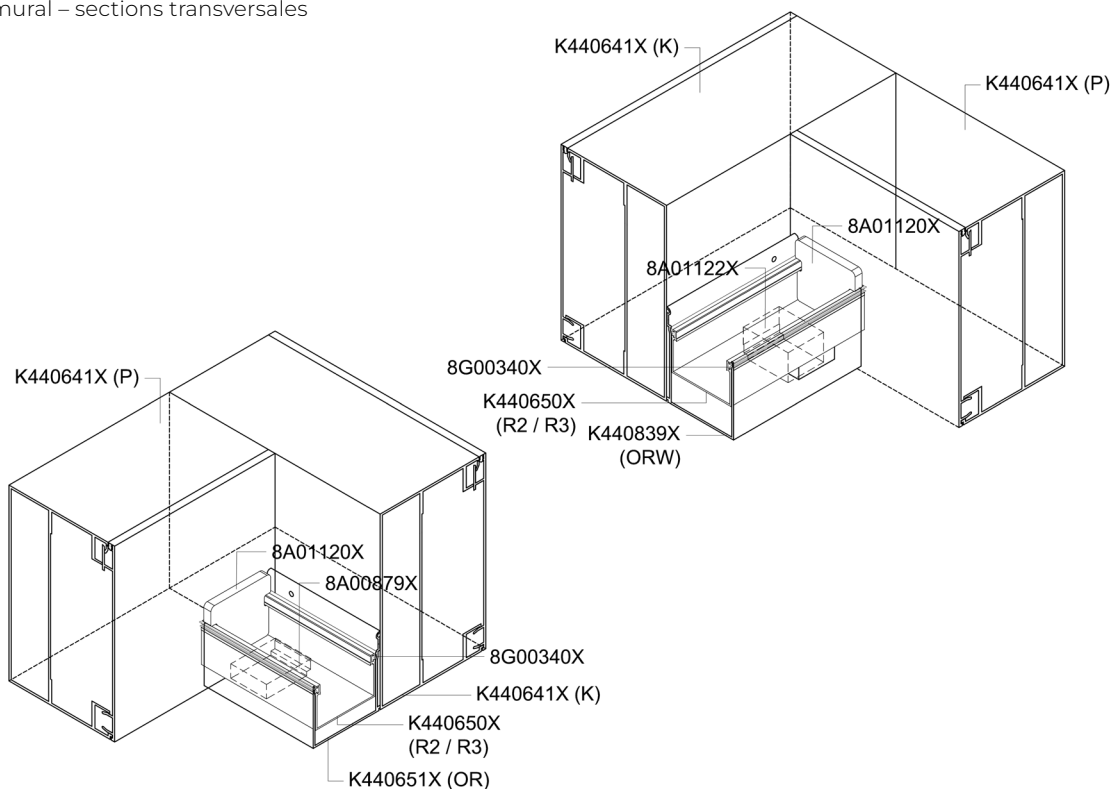 mural – sections transversales
K440641X (K)
K440641X (P)
8A01120X
8A01122X
8G00340X
K440650X
(R2 / R3)
K440839X
(ORW)
K440641X (P)
8A01120X
8A00879X
8G00340X
K440641X (K)
K440650X
(R2 / R3)
K440651X (OR)